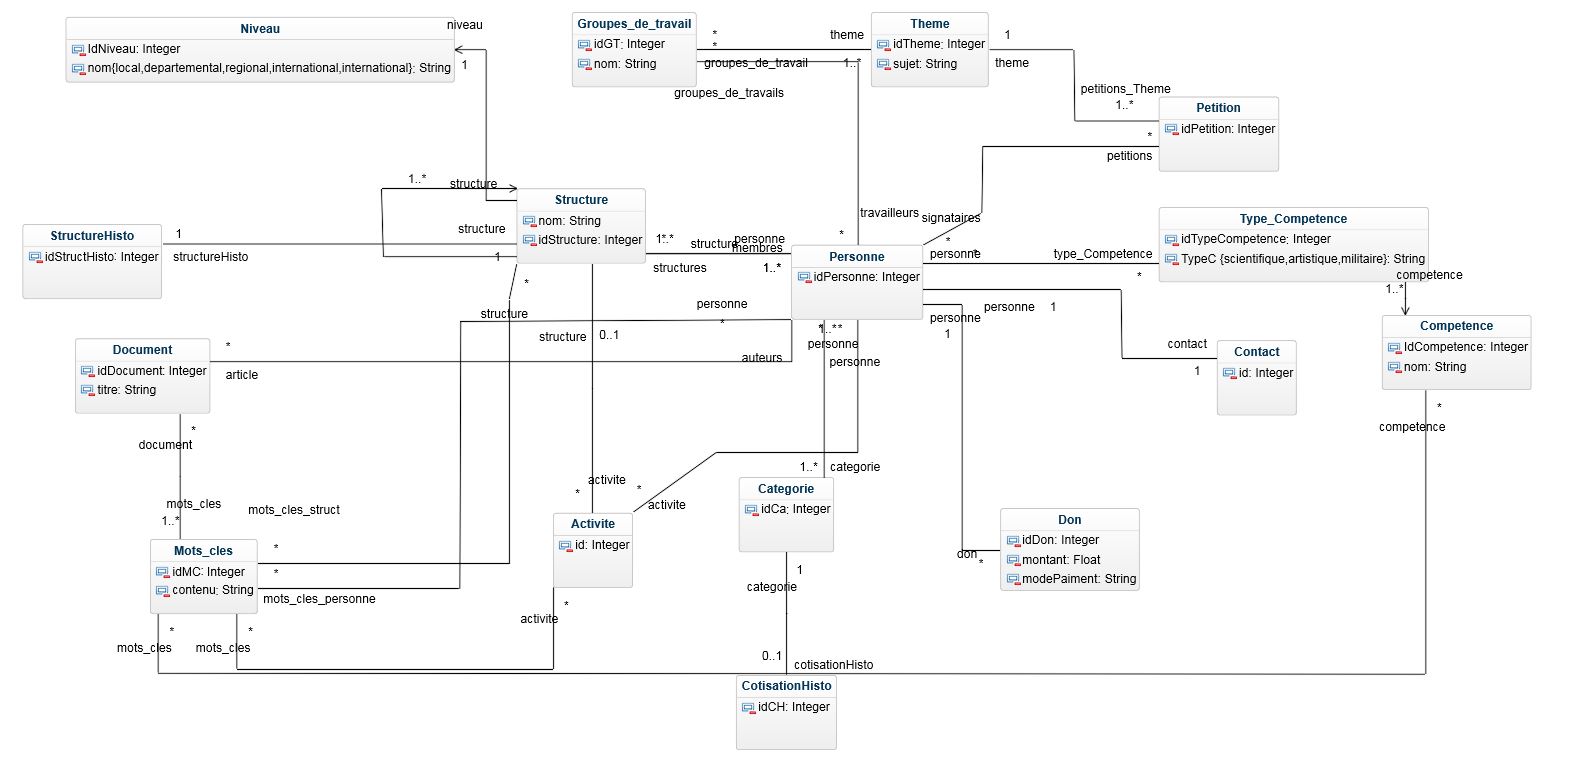 Niveau
IdNiveau: Integer
nom{local,departemental,regional,international,international}: String
niveau
1
Groupes_de_travail
idGT: Integer
nom: String
*
*
theme
groupes_de_travail
1..*
groupes_de_travails
Theme
idTheme: Integer
sujet: String
1
theme
petitions_Theme
1..*
Petition
idPetition: Integer
*
petitions
1..*
structure
Structure
nom: String
idStructure: Integer
structure
1
StructureHisto
idStructHisto: Integer
1
structureHisto
travailleurs
signataires
*
*
1..*
structure
personne
membres
structures
1..*
Personne
idPersonne: Integer
personne
*
type_Competence
*
Type_Competence
idTypeCompetence: Integer
TypeC {scientifique,artistique,militaire}: String
competence
1..*
Competence
IdCompetence: Integer
nom: String
*
competence
*
structure
personne
*
structure
0..1
personne
1
personne
1
contact
1
Contact
id: Integer
1..*
personne
personne
Document
idDocument: Integer
titre: String
*
article
auteurs
*
document
mots_cles
1..*
mots_cles_struct
activite
*
*
activite
1..*
categorie
Categorie
idCa: Integer
Activite
id: Integer
Don
idDon: Integer
montant: Float
modePaiment: String
don
*
Mots_cles
idMC: Integer
contenu: String
*
*
mots_cles_personne
1
categorie
*
activite
*
mots_cles
*
mots_cles
0..1
cotisationHisto
CotisationHisto
idCH: Integer